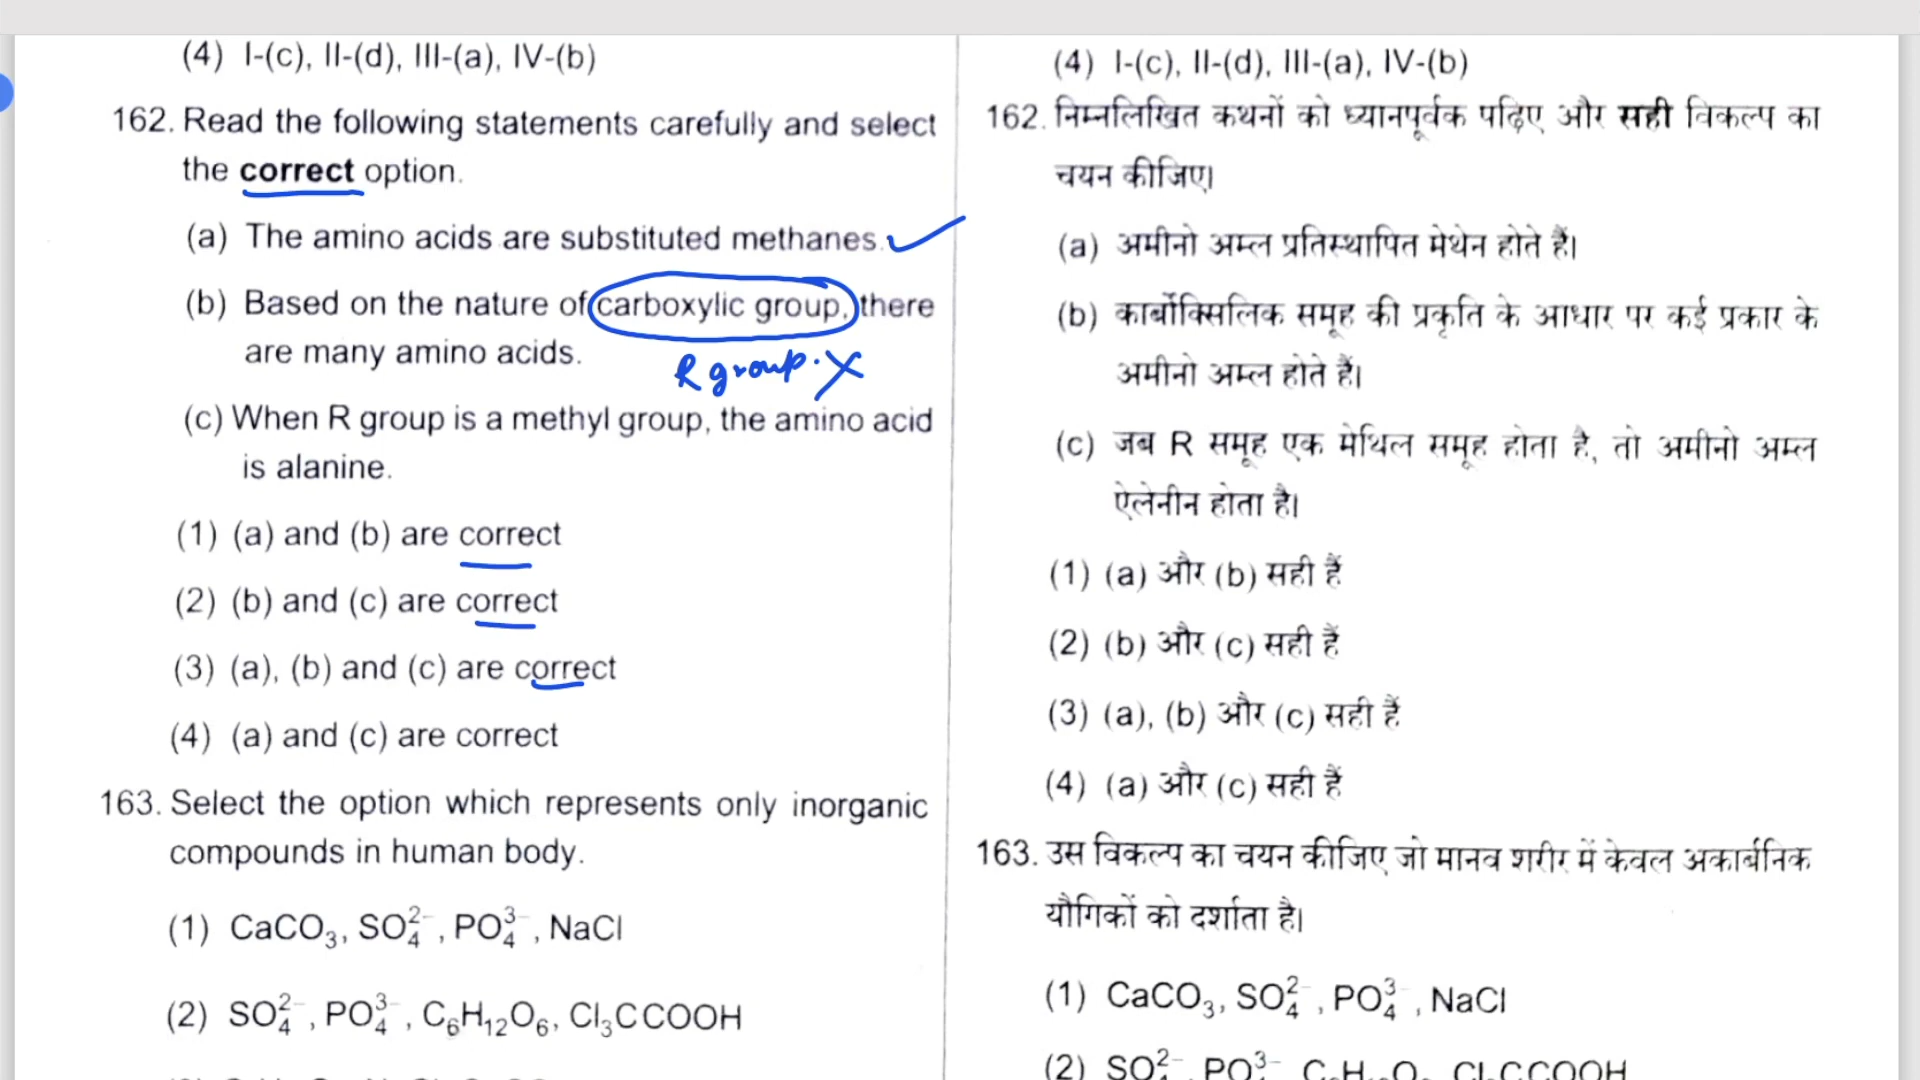 (4) I-(c), II-(d), III-(a), IV-(b)
162. Read the following statements carefully and select
the correct option.
(a) The amino acids are substituted methanes.
(b) Based on the nature of carboxylic group, there
are many amino acids.
R group. X
(c) When R group is a methyl group, the amino acid
is alanine.
(1) (a) and (b) are correct
(2) (b) and (c) are correct
(3) (a), (b) and (c) are correct
(4) (a) and (c) are correct
163. Select the option which represents only inorganic
compounds in human body.
(1) CaCO₃, SO₄²⁻, PO₄³⁻, NaCl
(2) SO₄²⁻, PO₄³⁻, C₆H₁₂O₆, Cl₃CCOOH
(4) I-(c), II-(d), III-(a), IV-(b)
162. निम्नलिखित कथनों को ध्यानपूर्वक पढ़िए और सही विकल्प का
चयन कीजिए।
(a) अमीनो अम्ल प्रतिस्थापित मेथेन होते हैं।
(b) कार्बोक्सिलिक समूह की प्रकृति के आधार पर कई प्रकार के
अमीनो अम्ल होते हैं।
(c) जब R समूह एक मेथिल समूह होता है, तो अमीनो अम्ल
ऐलेनीन होता है।
(1) (a) और (b) सही हैं
(2) (b) और (c) सही हैं
(3) (a), (b) और (c) सही हैं
(4) (a) और (c) सही हैं
163. उस विकल्प का चयन कीजिए जो मानव शरीर में केवल अकार्बनिक
यौगिकों को दर्शाता है।
(1) CaCO₃, SO₄²⁻, PO₄³⁻, NaCl
(2) SO₄²⁻, PO₄³⁻, C₆H₁₂O₆, Cl₃CCOOH